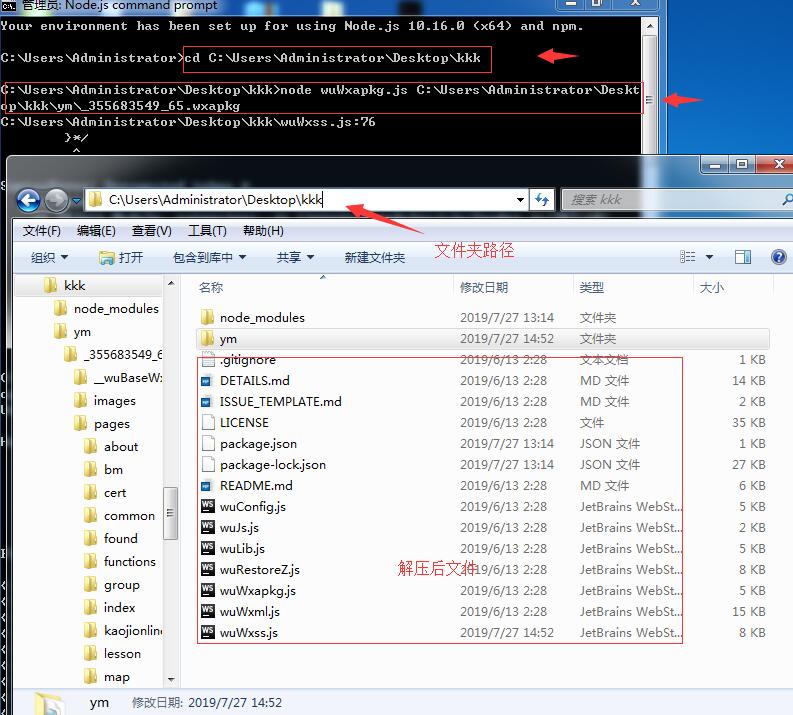 管理员: Node.js command prompt
Your environment has been set up for using Node.js 10.16.0 (x64) and npm.
C:\Users\Administrator>cd C:\Users\Administrator\Desktop\kkk
C:\Users\Administrator\Desktop\kkk>node wuWxapkg.js C:\Users\Administrator\Deskt
op\kkk\ym\_355683549_65.wxapkg
C:\Users\Administrator\Desktop\kkk\wuWxss.js:76
}*/
^
C:\Users\Administrator\Desktop\kkk
搜索 kkk
文件(F) 编辑(E) 查看(V) 工具(T) 帮助(H)
文件夹路径
组织 打开 包含到库中 共享 新建文件夹
名称 修改日期 类型 大小
kkk
node_modules
ym
_355683549_6
__wuBaseWx
images
pages
about
bm
cert
common
found
functions
group
index
kaojionline
lesson
map
node_modules 2019/7/27 13:14 文件夹
ym 2019/7/27 14:52 文件夹
.gitignore 2019/6/13 2:28 文本文档 1 KB
DETAILS.md 2019/6/13 2:28 MD 文件 14 KB
ISSUE_TEMPLATE.md 2019/6/13 2:28 MD 文件 2 KB
LICENSE 2019/6/13 2:28 文件 35 KB
package.json 2019/7/27 13:14 JSON 文件 1 KB
package-lock.json 2019/7/27 13:14 JSON 文件 27 KB
README.md 2019/6/13 2:28 MD 文件 6 KB
wuConfig.js 2019/6/13 2:28 JetBrains WebSt... 5 KB
wuJs.js 2019/6/13 2:28 JetBrains WebSt... 2 KB
wuLib.js 2019/6/13 2:28 JetBrains WebSt... 5 KB
wuRestoreZ.js 2019/6/13 2:28 JetBrains WebSt... 8 KB
解压后文件
wuWxapkg.js 2019/6/13 2:28 JetBrains WebSt... 5 KB
wuWxml.js 2019/6/13 2:28 JetBrains WebSt... 15 KB
wuWxss.js 2019/7/27 14:52 JetBrains WebSt... 8 KB
ym 修改日期: 2019/7/27 14:52